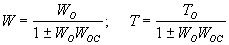 W = W_O / (1 ± W_O W_OC) ;   T = T_O / (1 ± W_O W_OC)